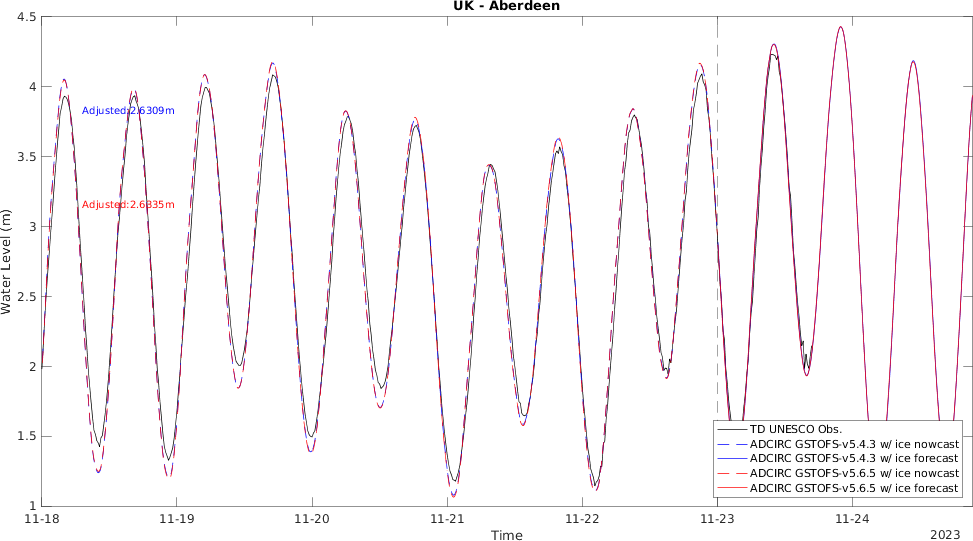 UK - Aberdeen
4.5
4
3.5
3
2.5
2
1.5
1
Water Level (m)
Adjusted:2.6309m
Adjusted:2.6335m
TD UNESCO Obs.
ADCIRC GSTOFS-v5.4.3 w/ ice nowcast
ADCIRC GSTOFS-v5.4.3 w/ ice forecast
ADCIRC GSTOFS-v5.6.5 w/ ice nowcast
ADCIRC GSTOFS-v5.6.5 w/ ice forecast
11-18 11-19 11-20 11-21 11-22 11-23 11-24
Time
2023